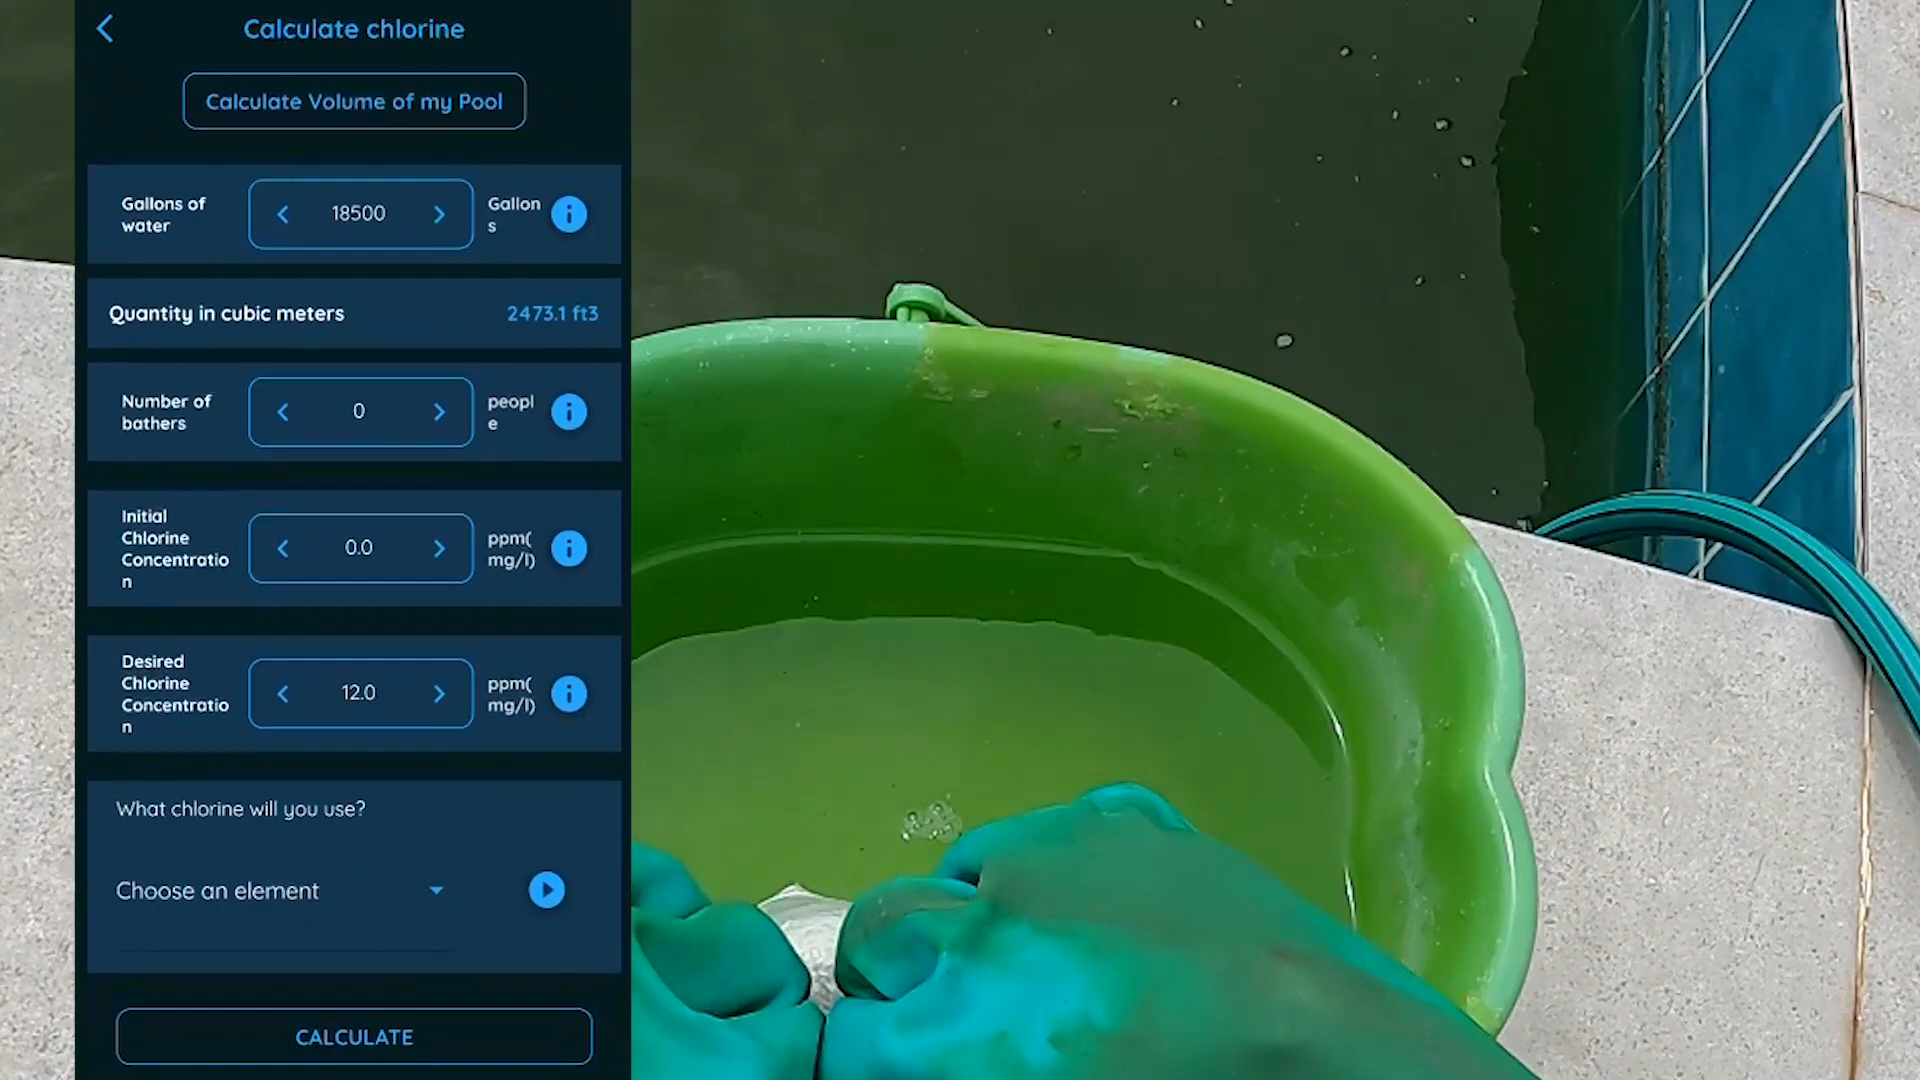 Calculate chlorine
Calculate Volume of my Pool
Gallons of
water
18500
Gallon
s
Quantity in cubic meters
2473.1 ft3
Number of
bathers
0
peopl
e
Initial
Chlorine
Concentratio
n
0.0
ppm(
mg/l)
Desired
Chlorine
Concentratio
n
12.0
ppm(
mg/l)
What chlorine will you use?
Choose an element
CALCULATE